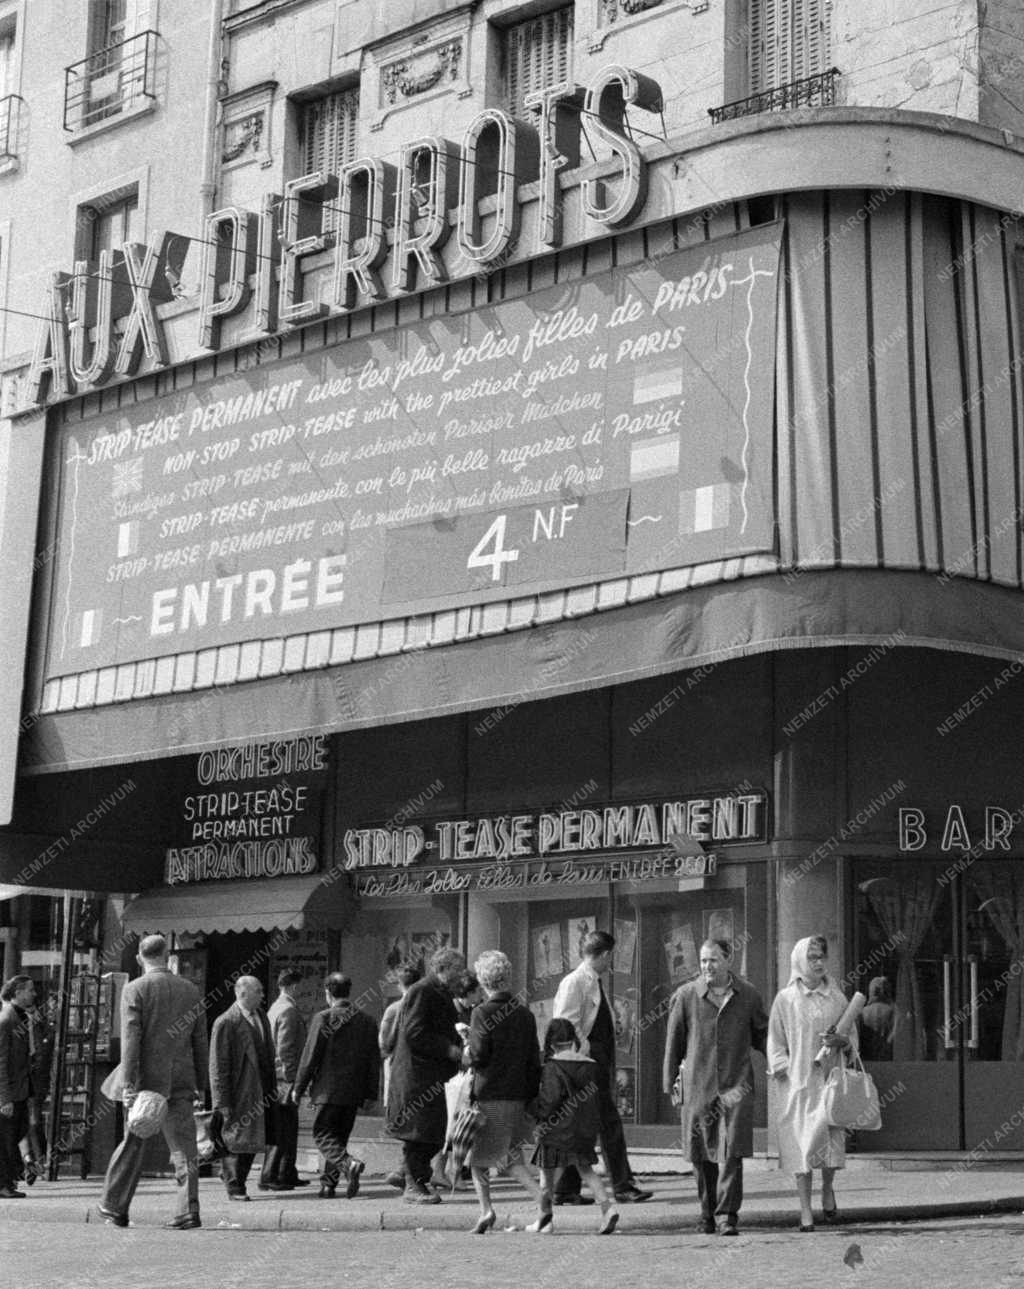 AUX PIERROTS
STRIP-TEASE PERMANENT avec les plus jolies filles de PARIS
NON-STOP STRIP-TEASE with the prettiest girls in PARIS
Ständiges STRIP-TEASE mit den schönsten Pariser Mädchen
STRIP-TEASE permanente, con le più belle ragazze di Parigi
STRIP-TEASE PERMANENTE con las muchachas más bonitas de Paris
ENTRÉE 4 N.F
ORCHESTRE
STRIP-TEASE
PERMANENT
ATTRACTIONS
STRIP-TEASE PERMANENT
Les Plus Jolies Filles de Paris ENTRÉE
BAR
NEMZETI ARCHÍVUM